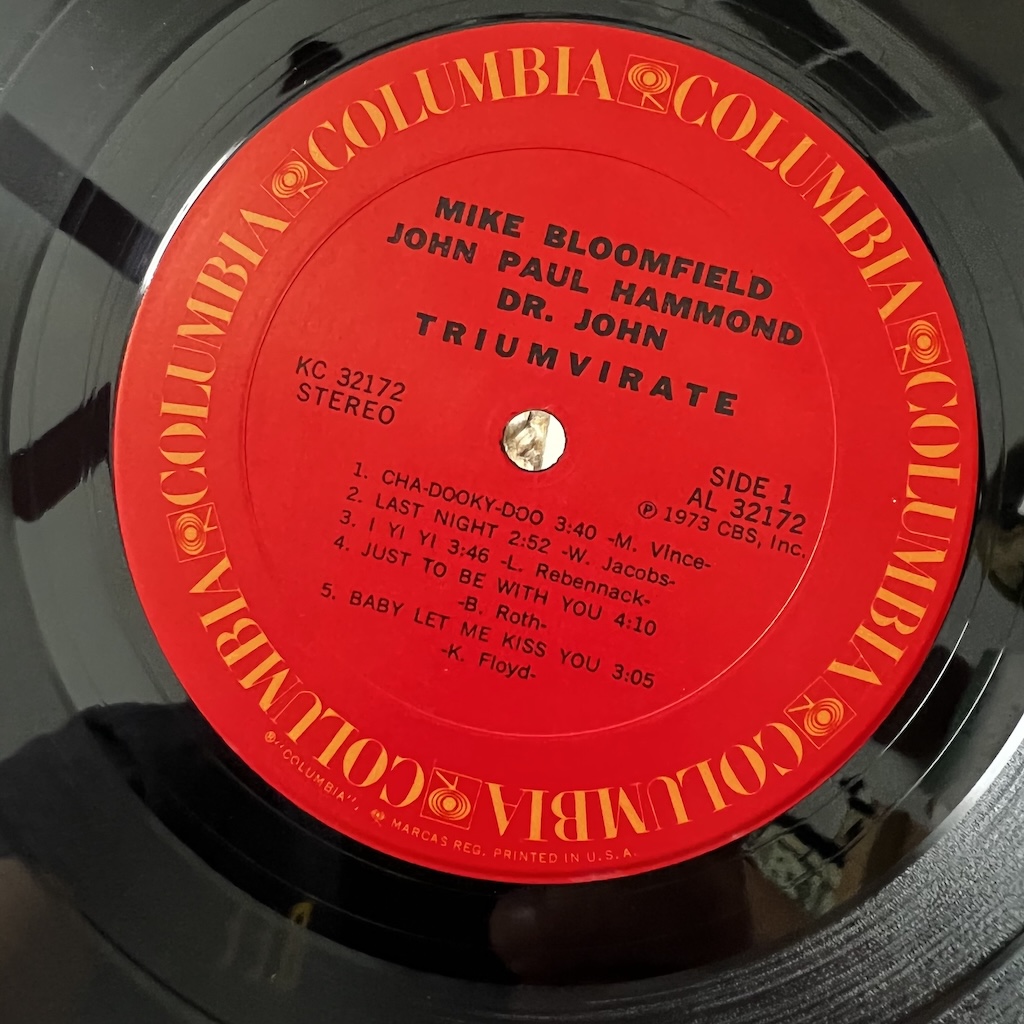 COLUMBIA COLUMBIA COLUMBIA COLUMBIA COLUMBIA COLUMBIA
MIKE BLOOMFIELD
JOHN PAUL HAMMOND
DR. JOHN
TRIUMVIRATE
KC 32172
STEREO
SIDE 1
AL 32172
℗ 1973 CBS, Inc.
1. CHA-DOOKY-DOO 3:40 -M. Vince-
2. LAST NIGHT 2:52 -W. Jacobs-
3. I YI YI 3:46 -L. Rebennack-
4. JUST TO BE WITH YOU 4:10
-B. Roth-
5. BABY LET ME KISS YOU 3:05
-K. Floyd-
® "COLUMBIA", MARCAS REG. PRINTED IN U.S.A.